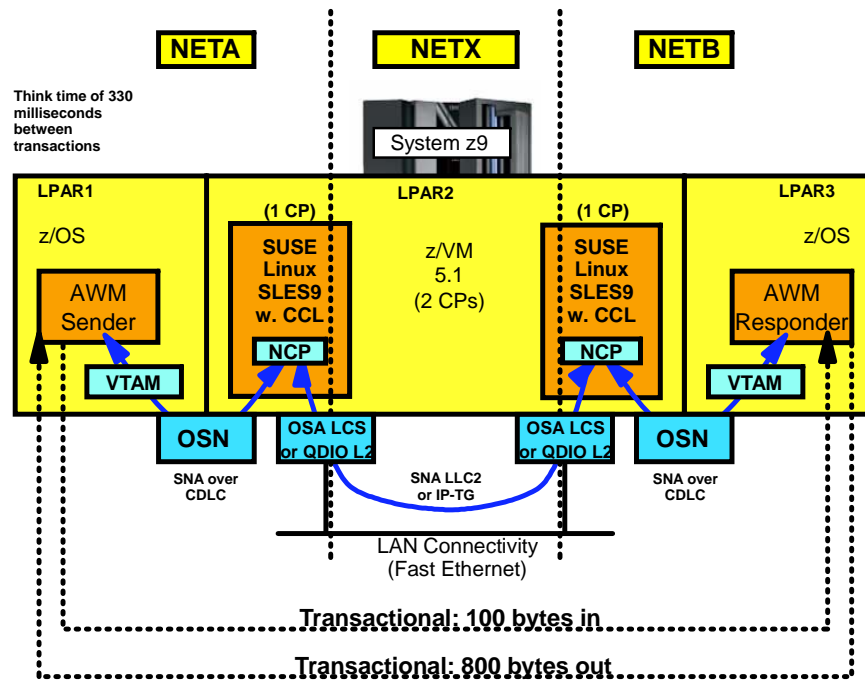 NETA
NETX
NETB
Think time of 330
milliseconds
between
transactions
System z9
LPAR1
LPAR2
LPAR3
z/OS
(1 CP)
SUSE
Linux
SLES9
w. CCL
NCP
z/VM
5.1
(2 CPs)
(1 CP)
SUSE
Linux
SLES9
w. CCL
NCP
z/OS
AWM
Sender
AWM
Responder
VTAM
VTAM
OSN
OSA LCS
or QDIO L2
OSA LCS
or QDIO L2
OSN
SNA over
CDLC
SNA LLC2
or IP-TG
SNA over
CDLC
LAN Connectivity
(Fast Ethernet)
Transactional: 100 bytes in
Transactional: 800 bytes out